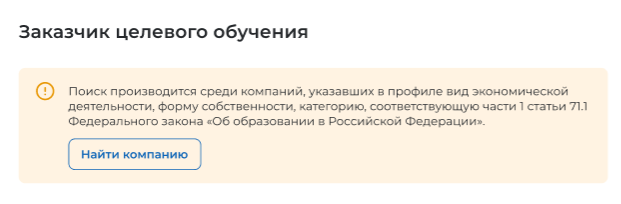 Заказчик целевого обучения
Поиск производится среди компаний, указавших в профиле вид экономической
деятельности, форму собственности, категорию, соответствующую части 1 статьи 71.1
Федерального закона «Об образовании в Российской Федерации».
Найти компанию